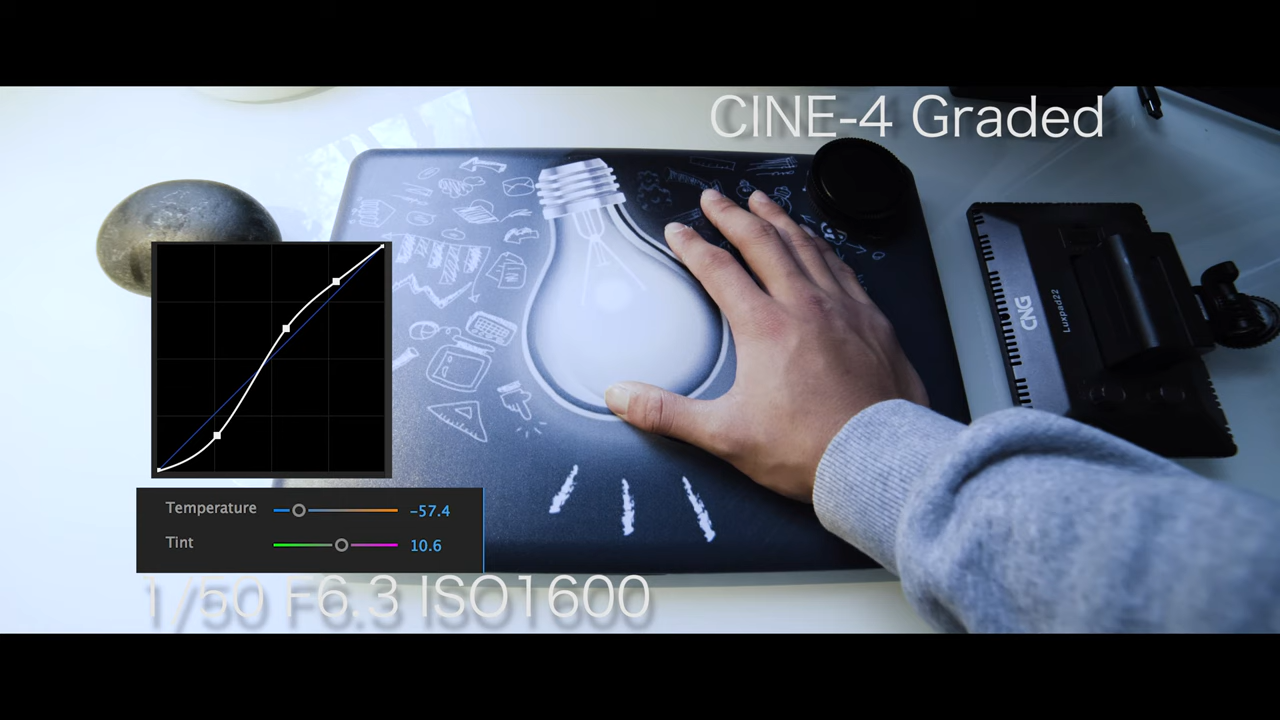 CINE-4 Graded
CNG
Luxpad22
Temperature -57.4
Tint 10.6
1/50 F6.3 ISO1600